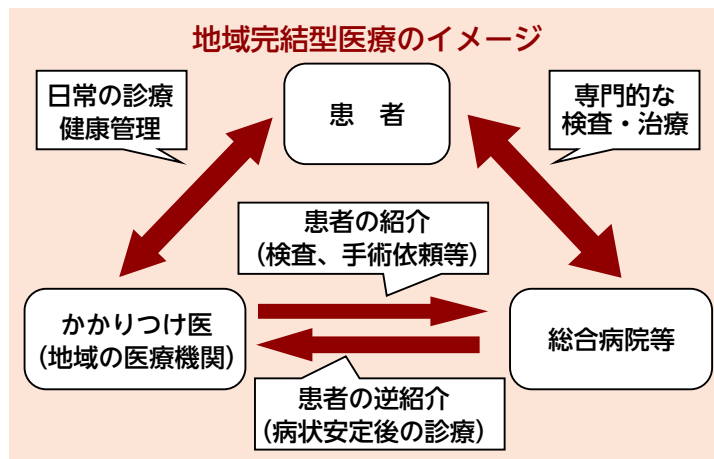 地域完結型医療のイメージ
日常の診療
健康管理
患　者
専門的な
検査・治療
患者の紹介
(検査、手術依頼等)
かかりつけ医
(地域の医療機関)
総合病院等
患者の逆紹介
(病状安定後の診療)